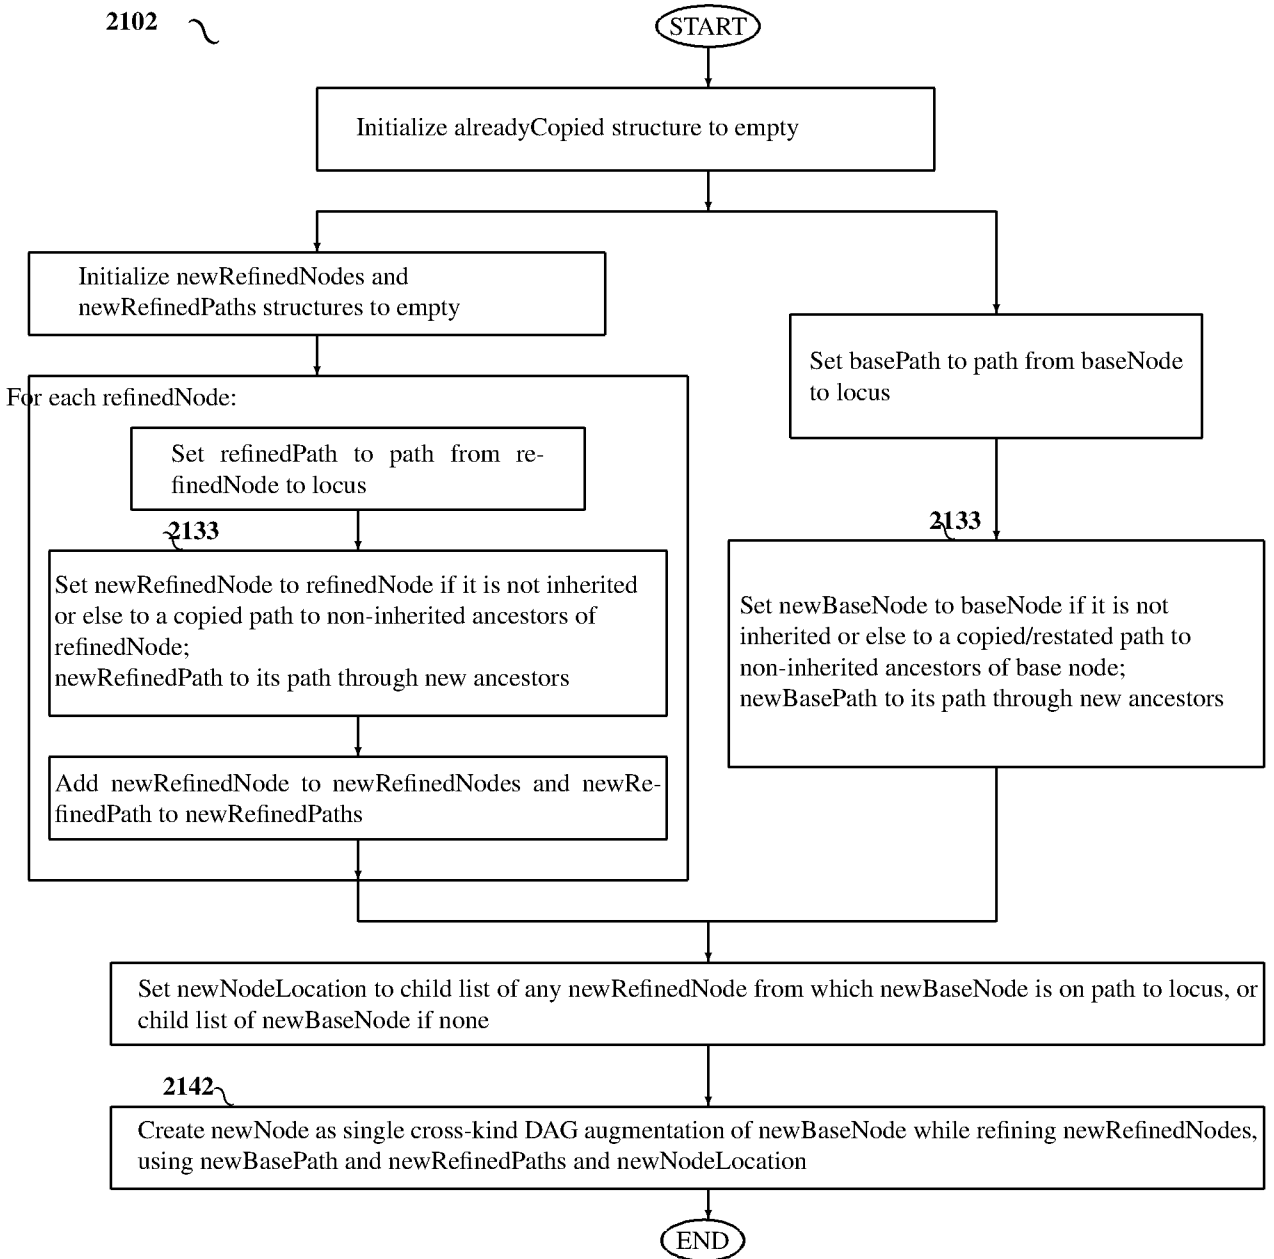 2102
START
Initialize alreadyCopied structure to empty
Initialize newRefinedNodes and
newRefinedPaths structures to empty
For each refinedNode:
Set refinedPath to path from re-
finedNode to locus
2133
Set newRefinedNode to refinedNode if it is not inherited
or else to a copied path to non-inherited ancestors of
refinedNode;
newRefinedPath to its path through new ancestors
Add newRefinedNode to newRefinedNodes and newRe-
finedPath to newRefinedPaths
Set basePath to path from baseNode
to locus
2133
Set newBaseNode to baseNode if it is not
inherited or else to a copied/restated path to
non-inherited ancestors of base node;
newBasePath to its path through new ancestors
Set newNodeLocation to child list of any newRefinedNode from which newBaseNode is on path to locus, or
child list of newBaseNode if none
2142
Create newNode as single cross-kind DAG augmentation of newBaseNode while refining newRefinedNodes,
using newBasePath and newRefinedPaths and newNodeLocation
END